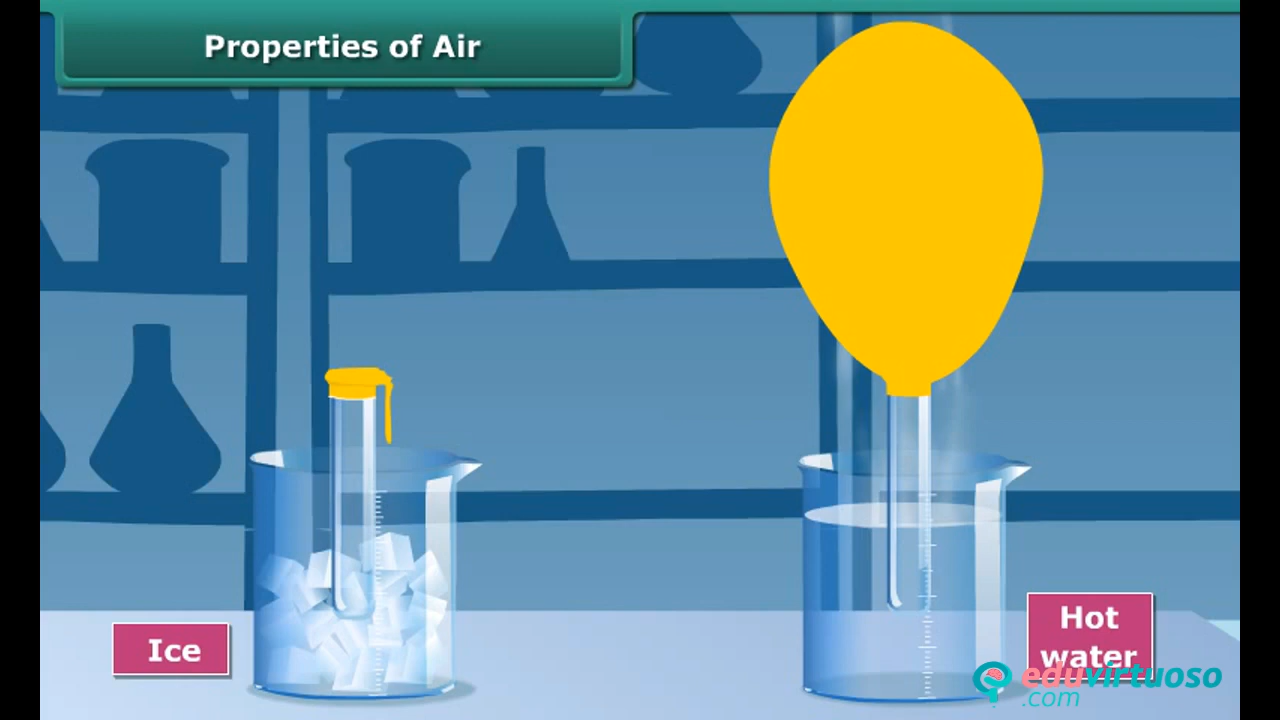 Properties of Air
Ice
Hot
water
eduvirtuoso
.com